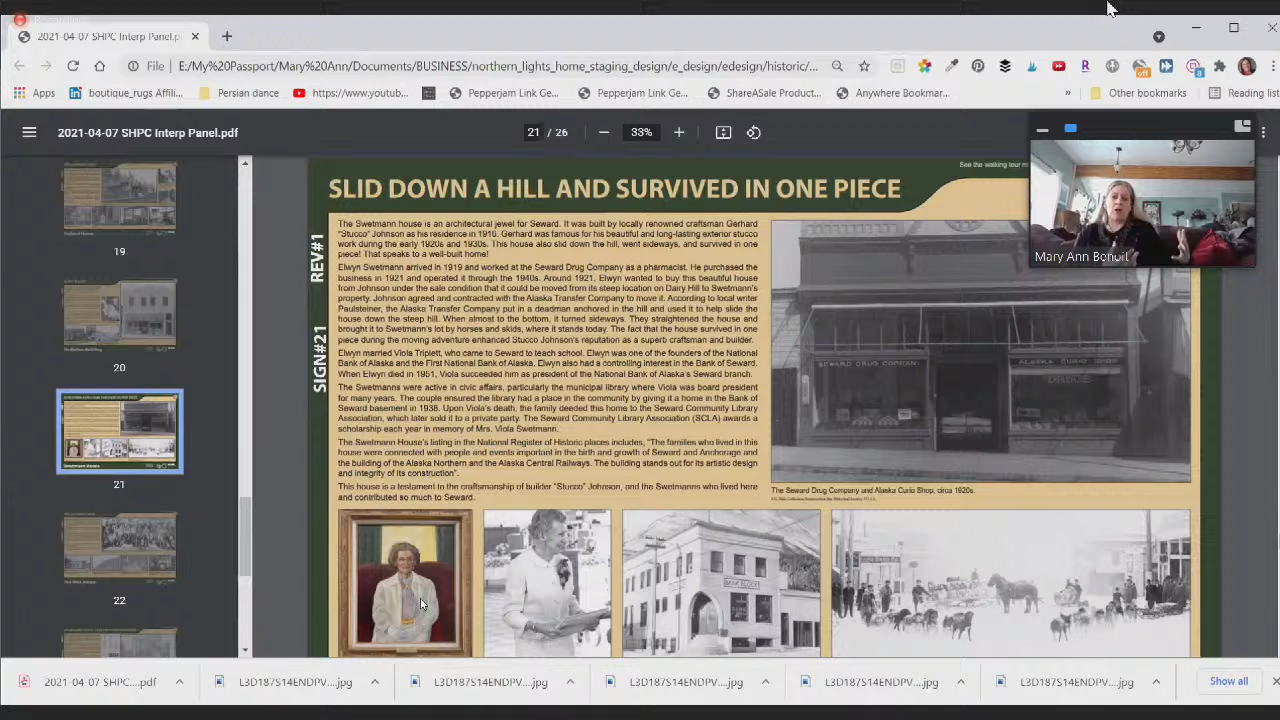 2021-04-07 SHPC Interp Panel.p
File
E:/My%20Passport/Mary%20Ann/Documents/BUSINESS/northern_lights_home_staging_design/e_design/edesign/historic/...
off
8
Apps
boutique_rugs Affili...
Persian dance
https://www.youtub...
Pepperjam Link Ge...
Pepperjam Link Ge...
ShareASale Product...
Anywhere Bookmar...
»
Other bookmarks
Reading list
2021-04-07 SHPC Interp Panel.pdf
21 / 26
33%
19
20
21
22
See the walking tour m
SLID DOWN A HILL AND SURVIVED IN ONE PIECE
REV#1
SIGN#21
The Swetmann house is an architectural jewel for Seward. It was built by locally renowned craftsman Gerhard
"Stucco" Johnson as his residence in 1916. Gerhard was famous for his beautiful and long-lasting exterior stucco
work during the early 1920s and 1930s. This house also slid down the hill, went sideways, and survived in one
piece! That speaks to a well-built home!
Elwyn Swetmann arrived in 1919 and worked at the Seward Drug Company as a pharmacist. He purchased the
business in 1921 and operated it through the 1940s. Around 1921, Elwyn wanted to buy this beautiful house
from Johnson under the sale condition that it could be moved from its steep location on Dairy Hill to Swetmann's
property. Johnson agreed and contracted with the Alaska Transfer Company to move it. According to local writer
Paulsteiner, the Alaska Transfer Company put in a deadman anchored in the hill and used it to help slide the
house down the steep hill. When almost to the bottom, it turned sideways. They straightened the house and
brought it to Swetmann's lot by horses and skids, where it stands today. The fact that the house survived in one
piece during the moving adventure enhanced Stucco Johnson's reputation as a superb craftsman and builder.
Elwyn married Viola Triplett, who came to Seward to teach school. Elwyn was one of the founders of the National
Bank of Alaska and the First National Bank of Alaska. Elwyn also had a controlling interest in the Bank of Seward.
When Elwyn died in 1951, Viola succeeded him as president of the National Bank of Alaska's Seward branch.
The Swetmanns were active in civic affairs, particularly the municipal library where Viola was board president
for many years. The couple ensured the library had a place in the community by giving it a home in the Bank of
Seward basement in 1938. Upon Viola's death, the family deeded this home to the Seward Community Library
Association, which later sold it to a private party. The Seward Community Library Association (SCLA) awards a
scholarship each year in memory of Mrs. Viola Swetmann.
The Swetmann House's listing in the National Register of Historic places includes, "The families who lived in this
house were connected with people and events important in the birth and growth of Seward and Anchorage and
the building of the Alaska Northern and the Alaska Central Railways. The building stands out for its artistic design
and integrity of its construction".
This house is a testament to the craftsmanship of builder "Stucco" Johnson, and the Swetmanns who lived here
and contributed so much to Seward.
SEWARD DRUG COMPANY
ALASKA CURIO SHOP
DRUGS
The Seward Drug Company and Alaska Curio Shop, circa 1920s.
Mary Ann Benoit
2021-04-07 SHPC....pdf
L3D187S14ENDPV....jpg
L3D187S14ENDPV....jpg
L3D187S14ENDPV....jpg
L3D187S14ENDPV....jpg
L3D187S14ENDPV....jpg
Show all